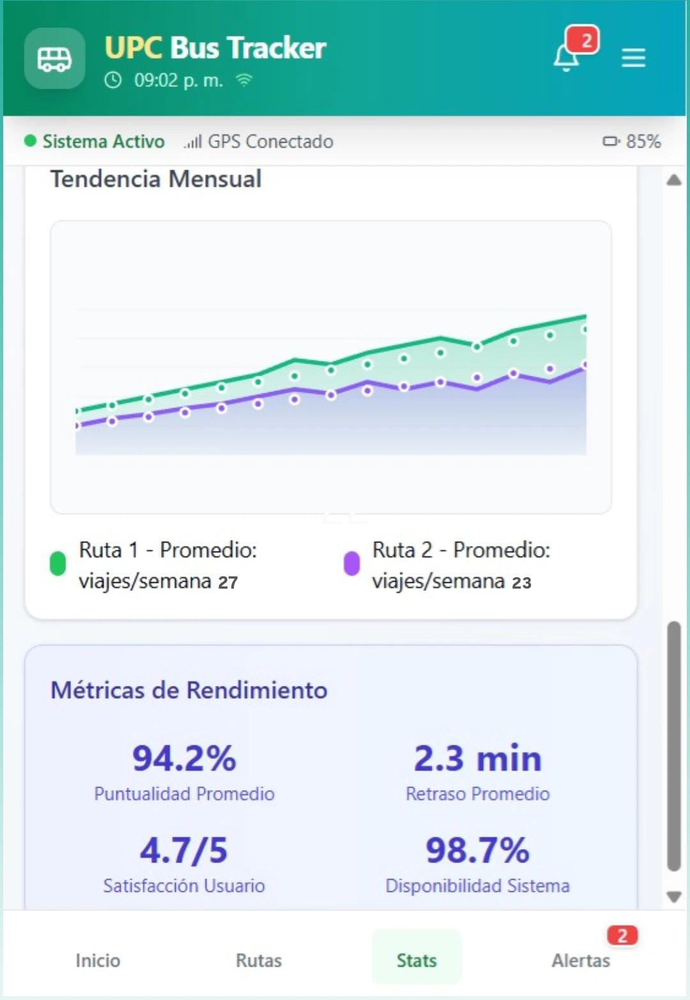 UPC Bus Tracker
2
09:02 p. m.
Sistema Activo
GPS Conectado
85%
Tendencia Mensual
Ruta 1 - Promedio:
viajes/semana 27
Ruta 2 - Promedio:
viajes/semana 23
Métricas de Rendimiento
94.2%
Puntualidad Promedio
2.3 min
Retraso Promedio
4.7/5
Satisfacción Usuario
98.7%
Disponibilidad Sistema
Inicio
Rutas
Stats
2
Alertas